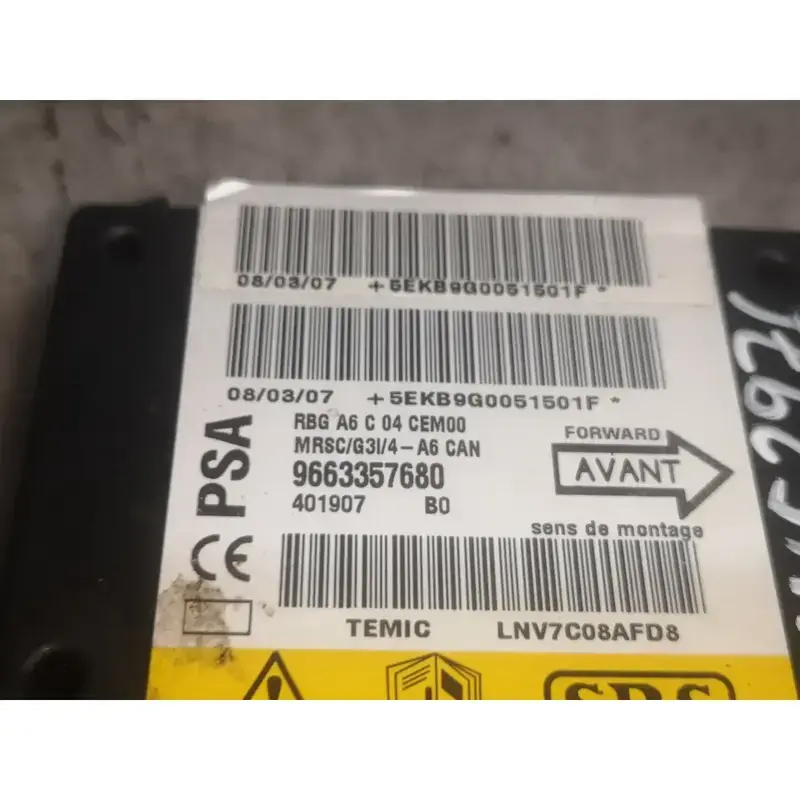 08/03/07 +5EKB9G0051501F*
08/03/07 +5EKB9G0051501F*
PSA
RBG A6 C 04 CEM00
MRSC/G3I/4-A6 CAN
9663357680
401907 B0
FORWARD
AVANT
sens de montage
CE
TEMIC LNV7C08AFD8
SRS